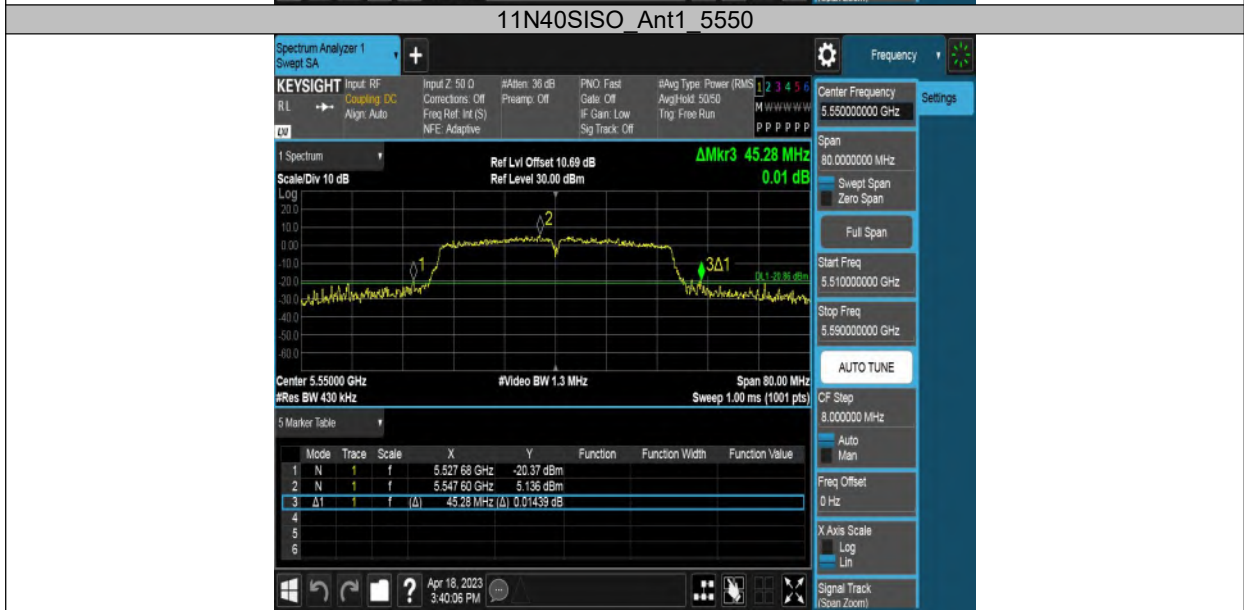 (Span Zoom)
11N40SISO_Ant1_5550
Spectrum Analyzer 1
Swept SA
+
Frequency
KEYSIGHT Input: RF
R L
Coupling: DC
Align: Auto
LXI
Input Z: 50 Ω
Corrections: Off
Freq Ref: Int (S)
NFE: Adaptive
#Atten: 36 dB
Preamp: Off
PNO: Fast
Gate: Off
IF Gain: Low
Sig Track: Off
#Avg Type: Power (RMS
Avg|Hold: 50/50
Trig: Free Run
1 2 3 4 5 6
M W W W W W
P P P P P P
Center Frequency
5.550000000 GHz
Settings
Span
80.0000000 MHz
Swept Span
Zero Span
Full Span
Start Freq
5.510000000 GHz
Stop Freq
5.590000000 GHz
AUTO TUNE
CF Step
8.000000 MHz
Auto
Man
Freq Offset
0 Hz
X Axis Scale
Log
Lin
Signal Track
(Span Zoom)
1 Spectrum
Scale/Div 10 dB
Ref Lvl Offset 10.69 dB
Ref Level 30.00 dBm
ΔMkr3 45.28 MHz
0.01 dB
Log
20.0
10.0
0.00
-10.0
-20.0
-30.0
-40.0
-50.0
-60.0
1
2
3Δ1
DL1 -20.86 dBm
Center 5.55000 GHz
#Video BW 1.3 MHz
Span 80.00 MHz
#Res BW 430 kHz
Sweep 1.00 ms (1001 pts)
5 Marker Table
Mode Trace Scale X Y Function Function Width Function Value
1 N 1 f 5.527 68 GHz -20.37 dBm
2 N 1 f 5.547 60 GHz 5.136 dBm
3 Δ1 1 f (Δ) 45.28 MHz (Δ) 0.01439 dB
4
5
6
?
Apr 18, 2023
3:40:06 PM